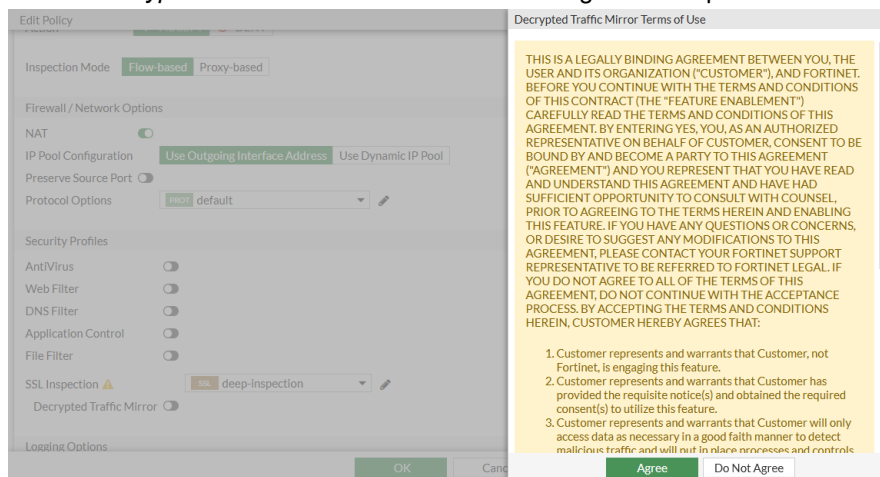 Edit Policy
Inspection Mode Flow-based Proxy-based
Firewall / Network Options
NAT
IP Pool Configuration Use Outgoing Interface Address Use Dynamic IP Pool
Preserve Source Port
Protocol Options PROT default
Security Profiles
AntiVirus
Web Filter
DNS Filter
Application Control
File Filter
SSL Inspection SSL deep-inspection
Decrypted Traffic Mirror
Logging Options
OK Canc
Decrypted Traffic Mirror Terms of Use
THIS IS A LEGALLY BINDING AGREEMENT BETWEEN YOU, THE
USER AND ITS ORGANIZATION ("CUSTOMER"), AND FORTINET.
BEFORE YOU CONTINUE WITH THE TERMS AND CONDITIONS
OF THIS CONTRACT (THE "FEATURE ENABLEMENT")
CAREFULLY READ THE TERMS AND CONDITIONS OF THIS
AGREEMENT. BY ENTERING YES, YOU, AS AN AUTHORIZED
REPRESENTATIVE ON BEHALF OF CUSTOMER, CONSENT TO BE
BOUND BY AND BECOME A PARTY TO THIS AGREEMENT
("AGREEMENT") AND YOU REPRESENT THAT YOU HAVE READ
AND UNDERSTAND THIS AGREEMENT AND HAVE HAD
SUFFICIENT OPPORTUNITY TO CONSULT WITH COUNSEL,
PRIOR TO AGREEING TO THE TERMS HEREIN AND ENABLING
THIS FEATURE. IF YOU HAVE ANY QUESTIONS OR CONCERNS,
OR DESIRE TO SUGGEST ANY MODIFICATIONS TO THIS
AGREEMENT, PLEASE CONTACT YOUR FORTINET SUPPORT
REPRESENTATIVE TO BE REFERRED TO FORTINET LEGAL. IF
YOU DO NOT AGREE TO ALL OF THE TERMS OF THIS
AGREEMENT, DO NOT CONTINUE WITH THE ACCEPTANCE
PROCESS. BY ACCEPTING THE TERMS AND CONDITIONS
HEREIN, CUSTOMER HEREBY AGREES THAT:
1. Customer represents and warrants that Customer, not
Fortinet, is engaging this feature.
2. Customer represents and warrants that Customer has
provided the requisite notice(s) and obtained the required
consent(s) to utilize this feature.
3. Customer represents and warrants that Customer will only
access data as necessary in a good faith manner to detect
malicious traffic and will put in place processes and controls
Agree Do Not Agree